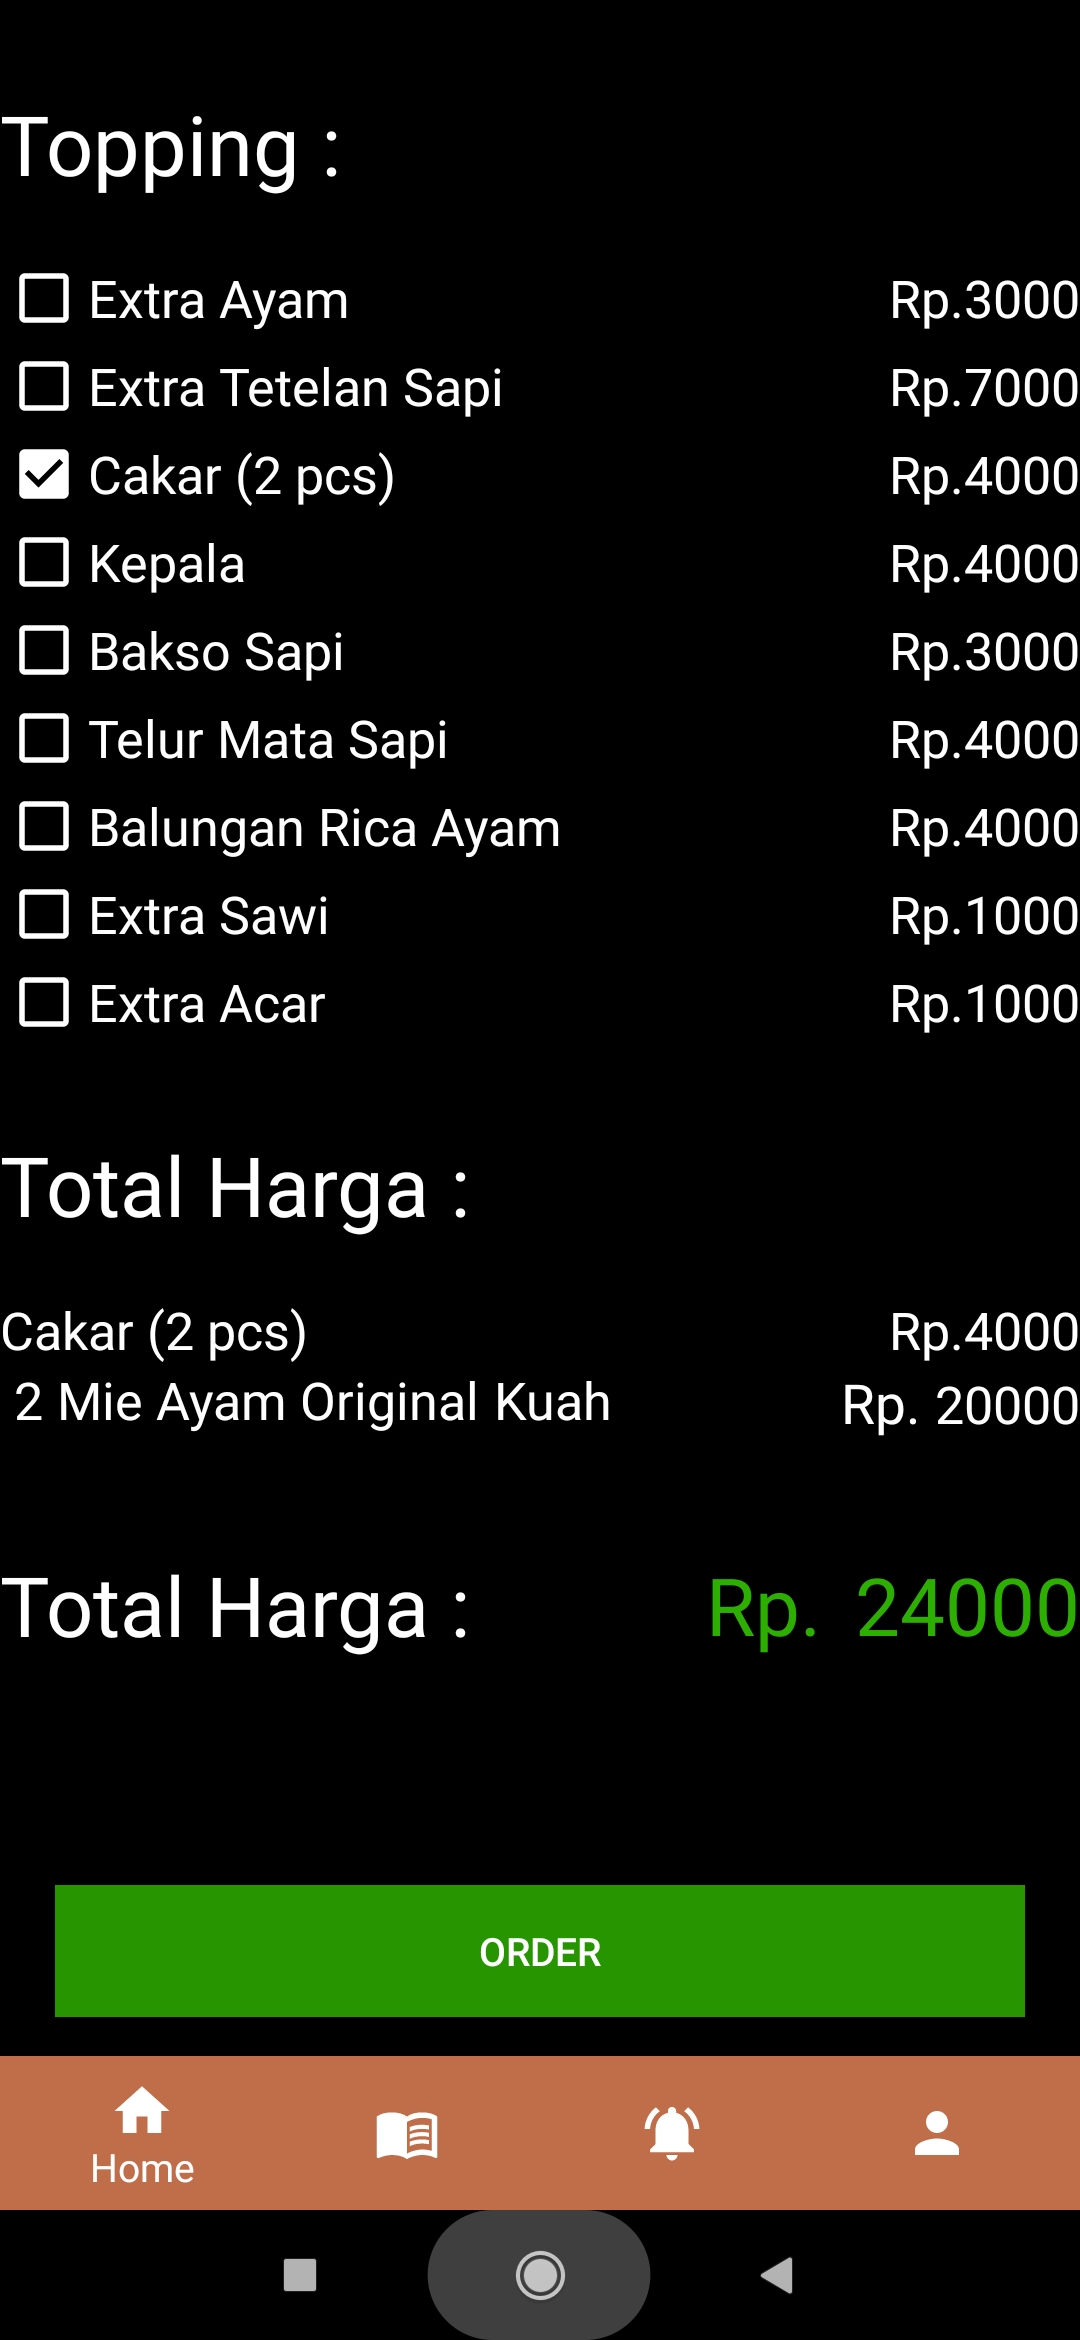 Topping :
Extra Ayam Rp.3000
Extra Tetelan Sapi Rp.7000
Cakar (2 pcs) Rp.4000
Kepala Rp.4000
Bakso Sapi Rp.3000
Telur Mata Sapi Rp.4000
Balungan Rica Ayam Rp.4000
Extra Sawi Rp.1000
Extra Acar Rp.1000
Total Harga :
Cakar (2 pcs) Rp.4000
2 Mie Ayam Original Kuah Rp. 20000
Total Harga : Rp. 24000
ORDER
Home